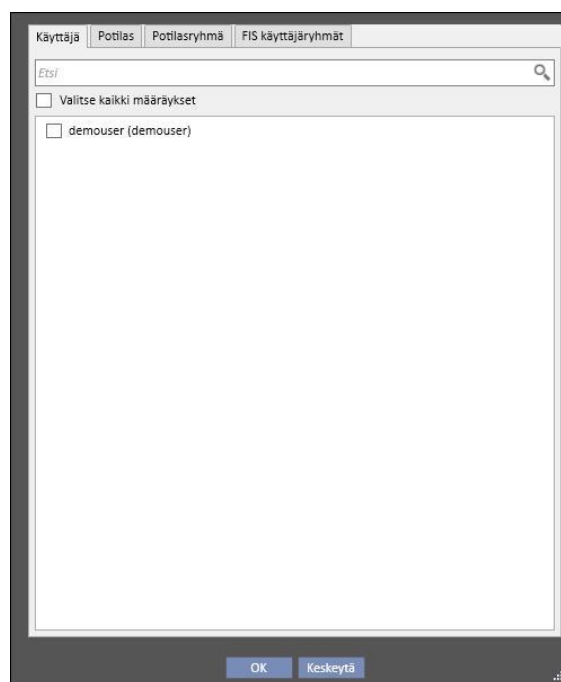 Käyttäjä Potilas Potilasryhmä FIS käyttäjäryhmät
Etsi
Valitse kaikki määräykset
demouser (demouser)
OK Keskeytä